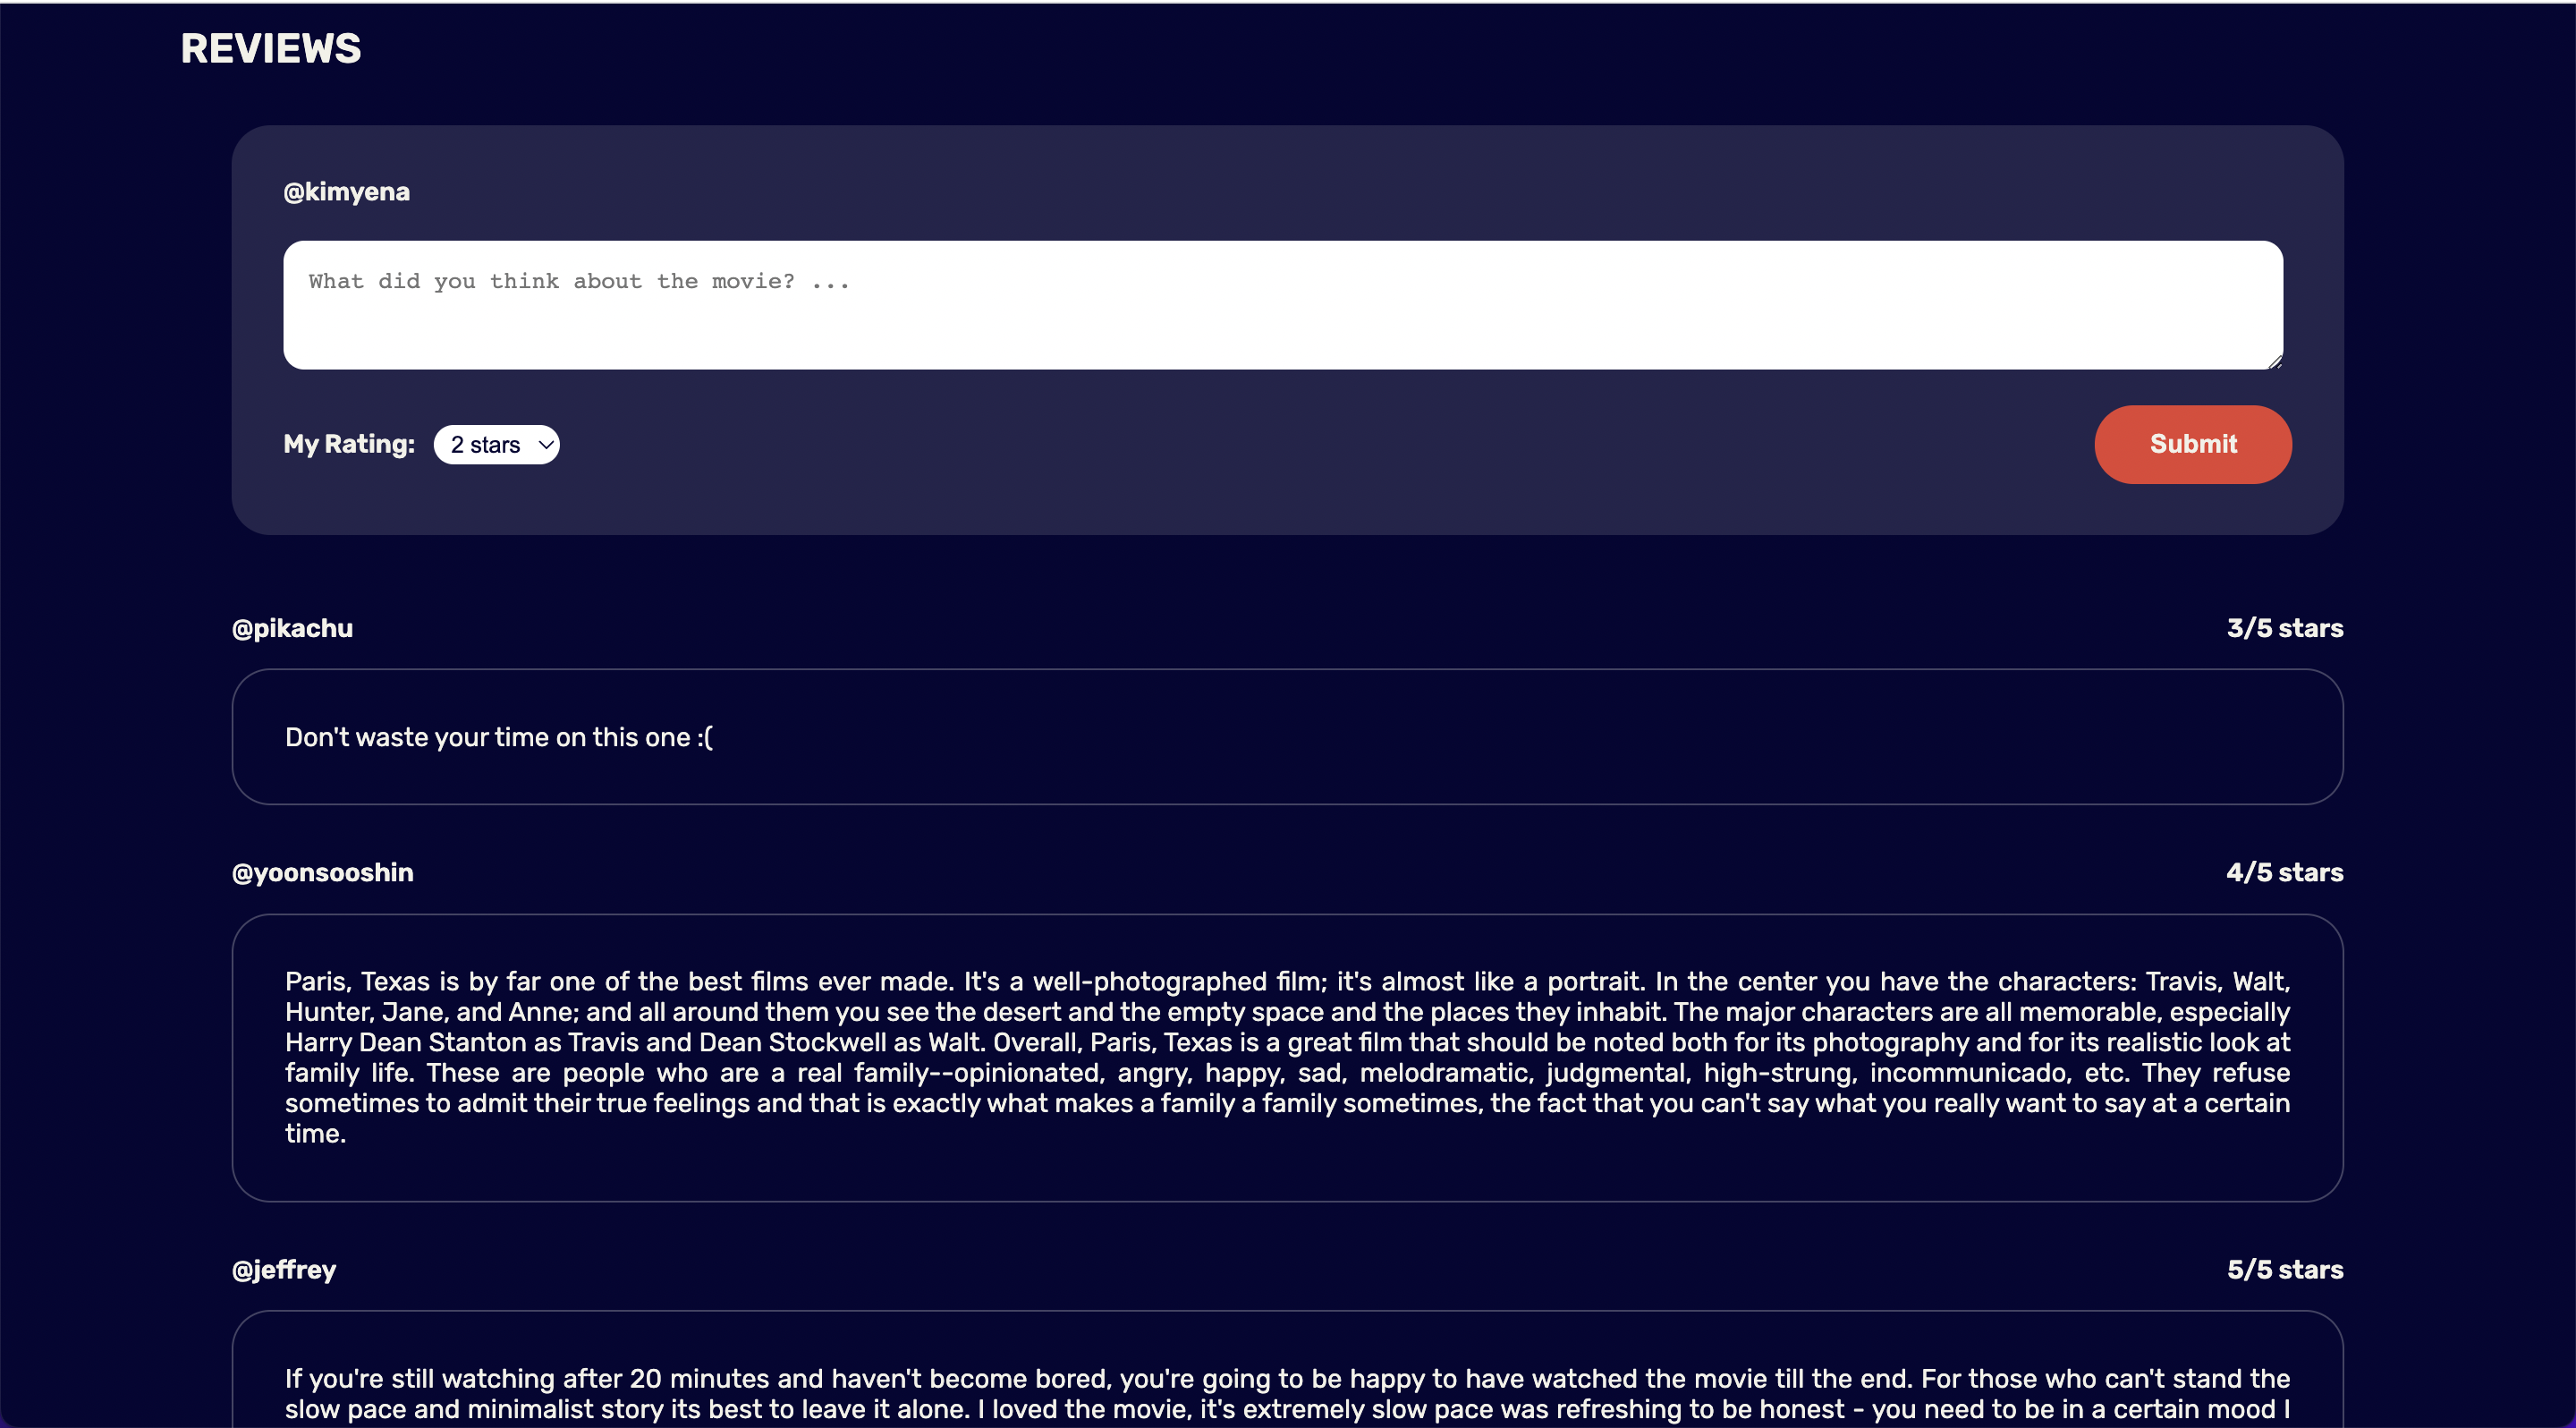 REVIEWS
@kimyena
What did you think about the movie? ...
My Rating: 2 stars Submit
@pikachu 3/5 stars
Don't waste your time on this one :(
@yoonsooshin 4/5 stars
Paris, Texas is by far one of the best films ever made. It's a well-photographed film; it's almost like a portrait. In the center you have the characters: Travis, Walt,
Hunter, Jane, and Anne; and all around them you see the desert and the empty space and the places they inhabit. The major characters are all memorable, especially
Harry Dean Stanton as Travis and Dean Stockwell as Walt. Overall, Paris, Texas is a great film that should be noted both for its photography and for its realistic look at
family life. These are people who are a real family--opinionated, angry, happy, sad, melodramatic, judgmental, high-strung, incommunicado, etc. They refuse
sometimes to admit their true feelings and that is exactly what makes a family a family sometimes, the fact that you can't say what you really want to say at a certain
time.
@jeffrey 5/5 stars
If you're still watching after 20 minutes and haven't become bored, you're going to be happy to have watched the movie till the end. For those who can't stand the
slow pace and minimalist story its best to leave it alone. I loved the movie, it's extremely slow pace was refreshing to be honest - you need to be in a certain mood I